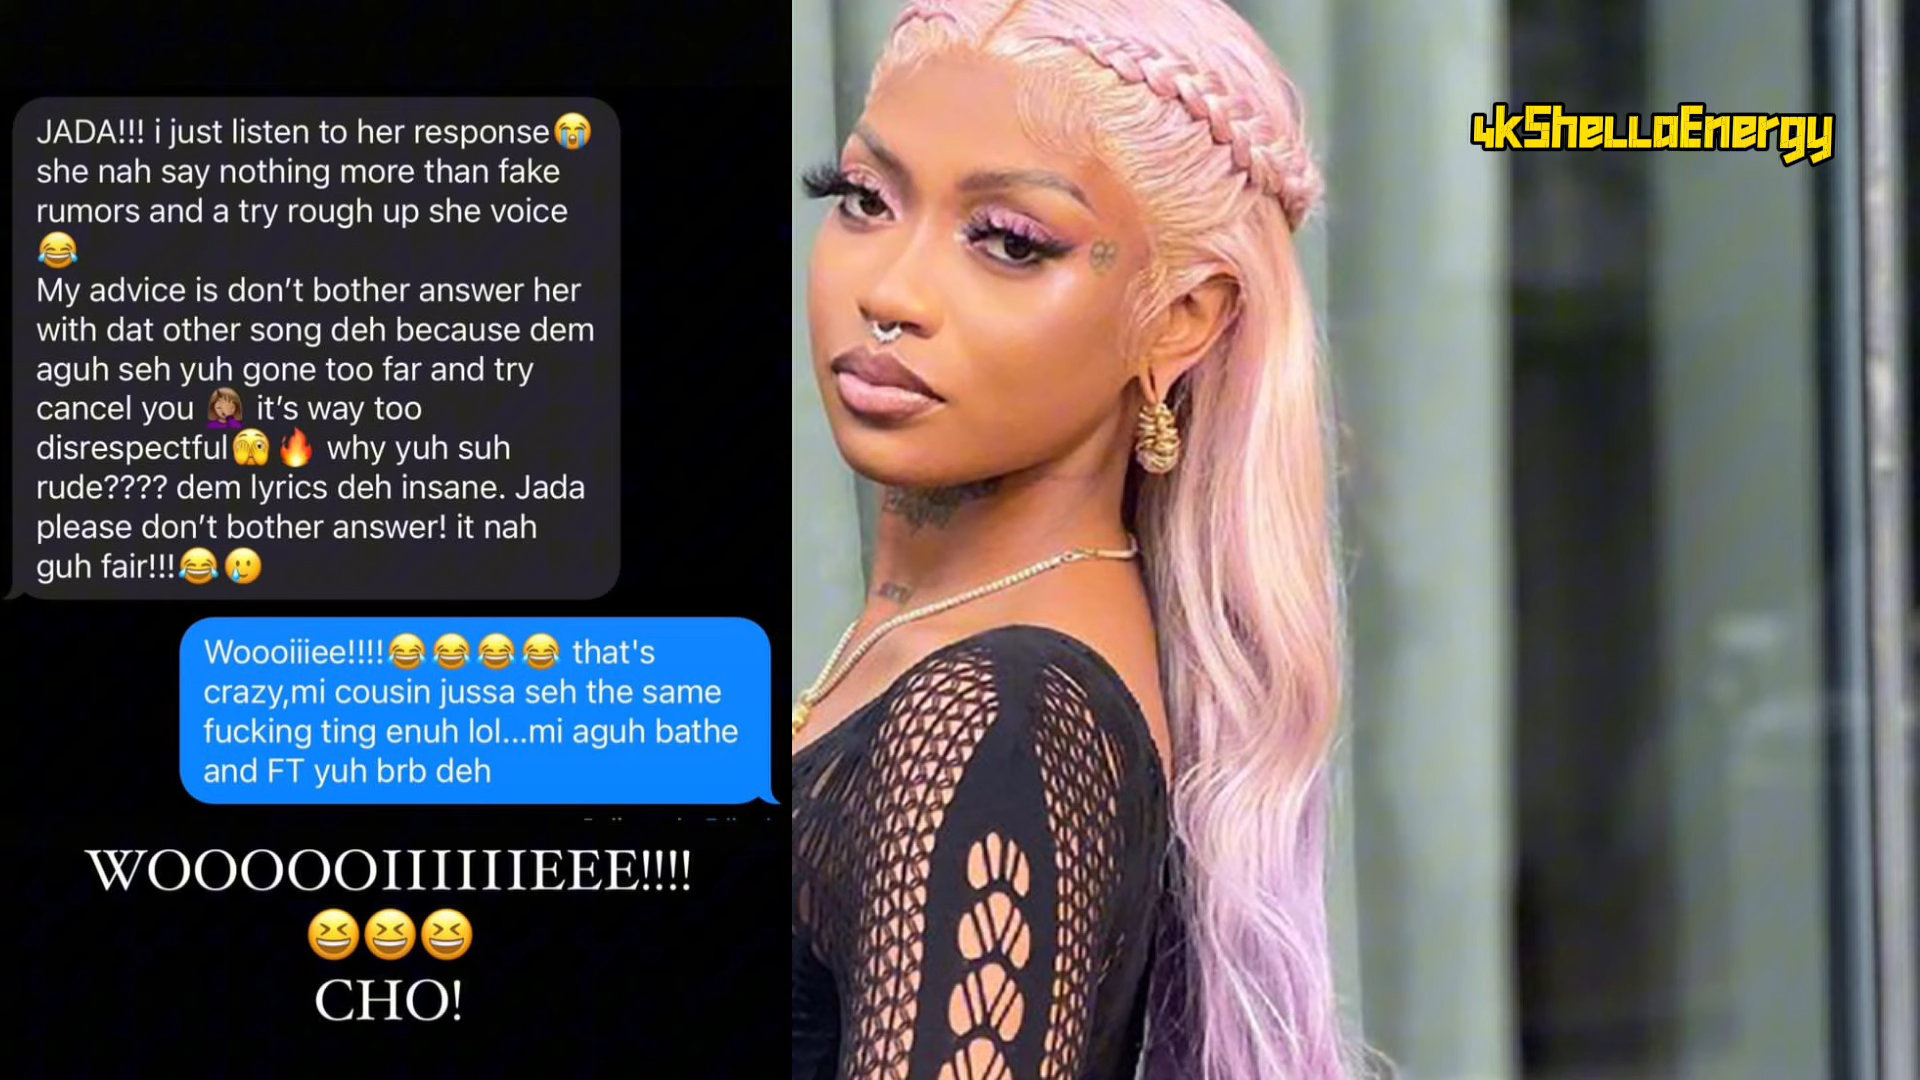 JADA!!! i just listen to her response😭
she nah say nothing more than fake
rumors and a try rough up she voice
😂
My advice is don't bother answer her
with dat other song deh because dem
aguh seh yuh gone too far and try
cancel you 🤦🏽‍♀️ it's way too
disrespectful🫣🔥 why yuh suh
rude???? dem lyrics deh insane. Jada
please don't bother answer! it nah
guh fair!!!😂🥲
Woooiiiee!!!!😂😂😂😂 that's
crazy,mi cousin jussa seh the same
fucking ting enuh lol...mi aguh bathe
and FT yuh brb deh
WOOOOOIIIIIIIEEE!!!!
😆😆😆
CHO!
4kShellaEnergy